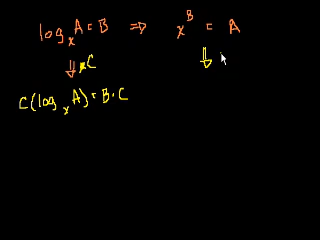 log_x A = B ⇒ x^B = A
⇓ ×C ⇓
C(log_x A) = B · C